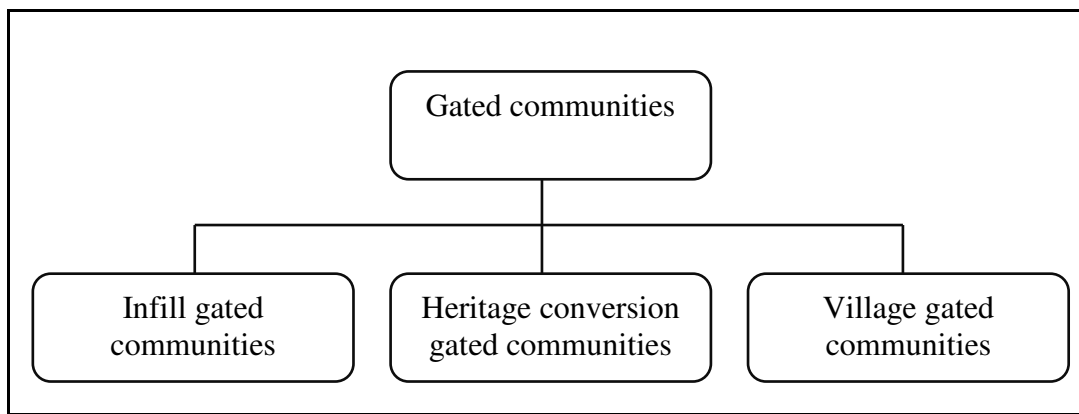 Gated communities
Infill gated
communities
Heritage conversion
gated communities
Village gated
communities